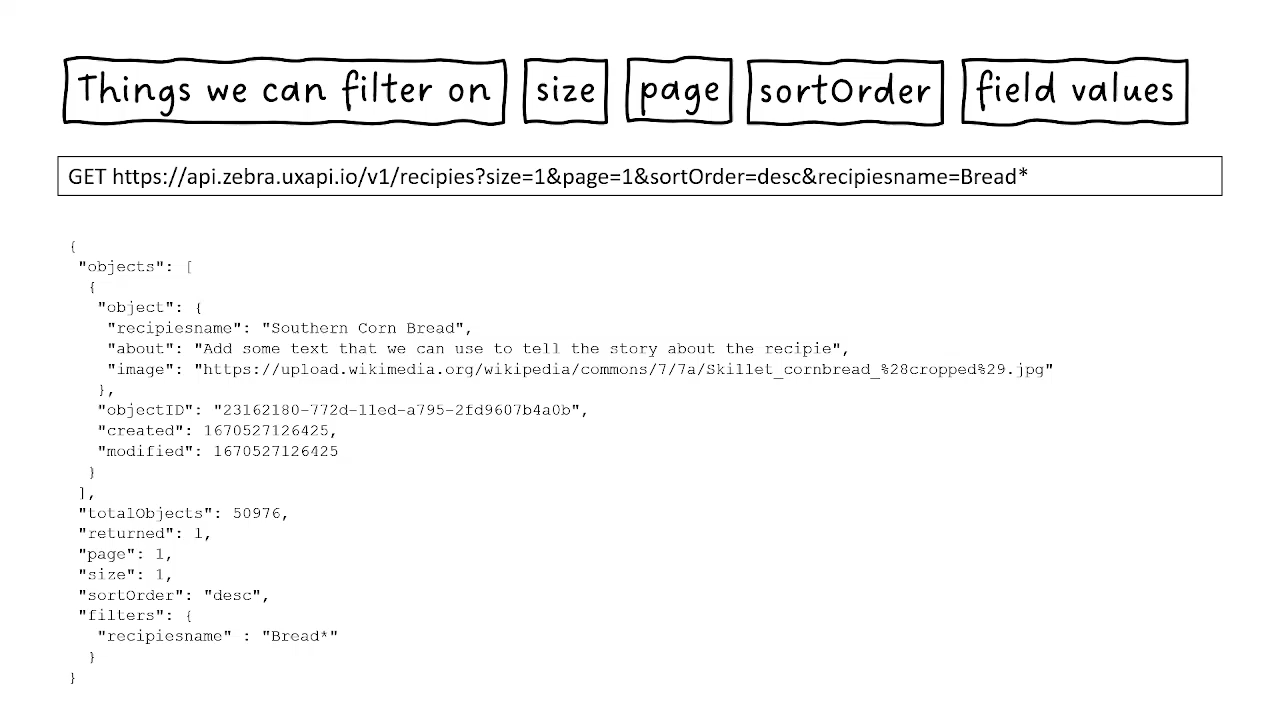 Things we can filter on size page sortOrder field values
GET https://api.zebra.uxapi.io/v1/recipies?size=1&page=1&sortOrder=desc&recipiesname=Bread*
{
"objects": [
{
"object": {
"recipiesname": "Southern Corn Bread",
"about": "Add some text that we can use to tell the story about the recipie",
"image": "https://upload.wikimedia.org/wikipedia/commons/7/7a/Skillet_cornbread_%28cropped%29.jpg"
},
"objectID": "23162180-772d-11ed-a795-2fd9607b4a0b",
"created": 1670527126425,
"modified": 1670527126425
}
],
"totalObjects": 50976,
"returned": 1,
"page": 1,
"size": 1,
"sortOrder": "desc",
"filters": {
"recipiesname" : "Bread*"
}
}